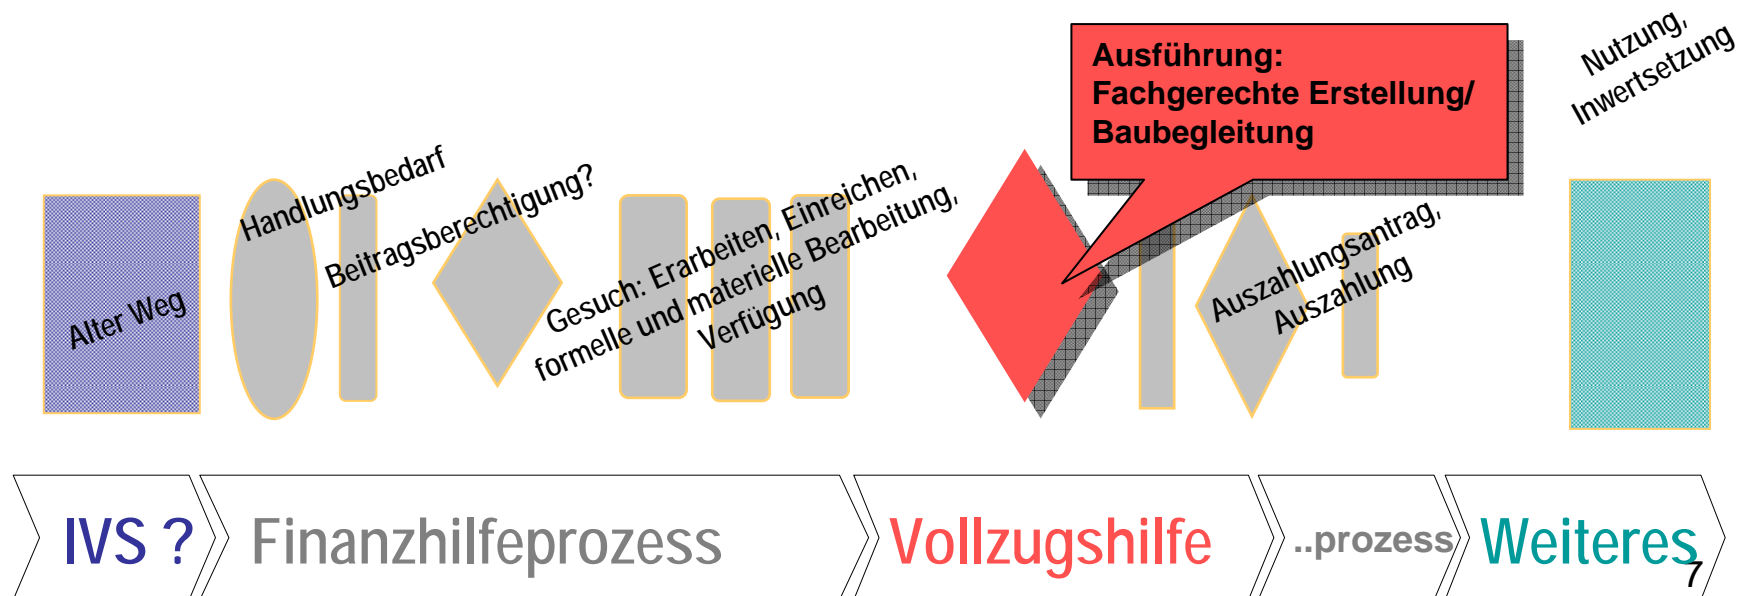 Ausführung:
Fachgerechte Erstellung/
Baubegleitung
Nutzung,
Inwertsetzung
Alter Weg
Handlungsbedarf
Beitragsberechtigung?
Gesuch: Erarbeiten, Einreichen,
formelle und materielle Bearbeitung,
Verfügung
Auszahlungsantrag,
Auszahlung
IVS ?
Finanzhilfeprozess
Vollzugshilfe
..prozess
Weiteres
7